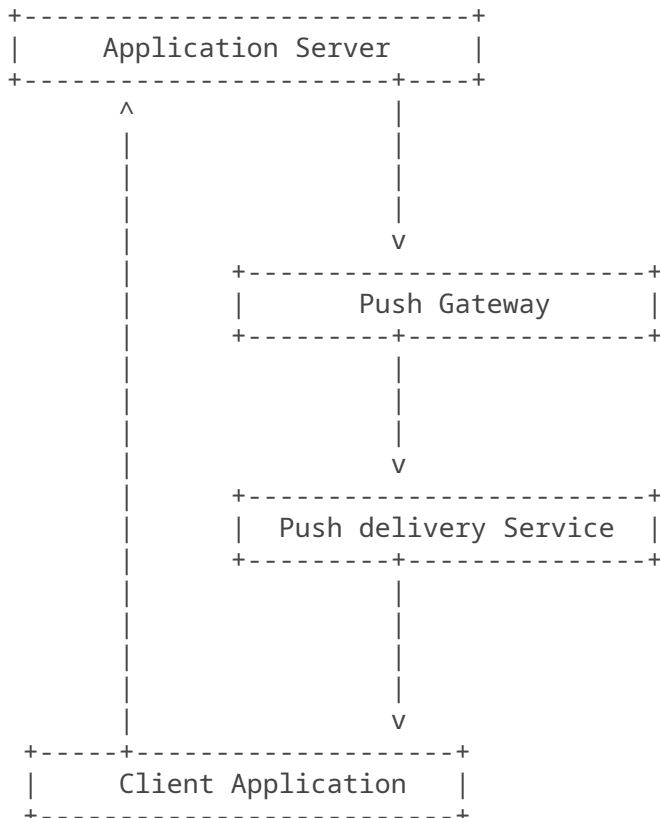 Application Server
Push Gateway
Push delivery Service
Client Application